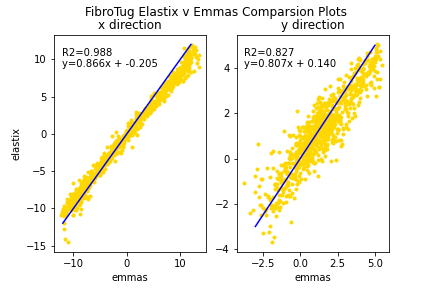 FibroTug Elastix v Emmas Comparsion Plots
x direction
y direction
R2=0.988
y=0.866x + -0.205
R2=0.827
y=0.807x + 0.140
elastix
10
5
0
−5
−10
−15
−10
0
10
emmas
4
2
0
−2
−4
−2.5
0.0
2.5
5.0
emmas